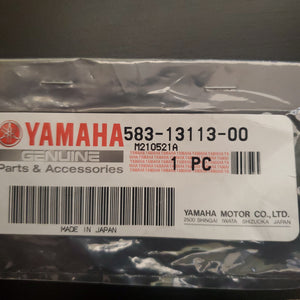 YAMAHA 583-13113-00
M210521A
GENUINE
Parts & Accessories
1 PC
YAMAHA MOTOR CO., LTD.
2500 SHINGAI IWATA SHIZUOKA JAPAN
MADE IN JAPAN